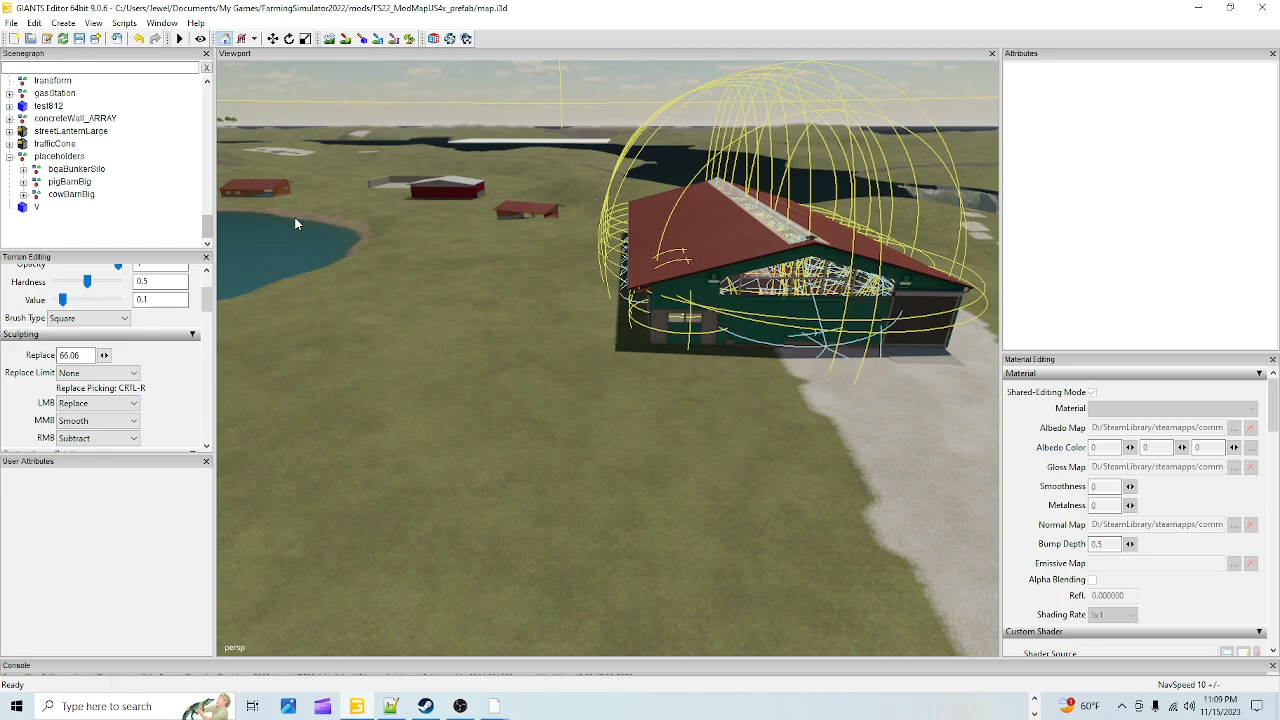 GIANTS Editor 64bit 9.0.6 - C:/Users/Jewel/Documents/My Games/FarmingSimulator2022/mods/FS22_ModMapUS4x_prefab/map.i3d
File Edit Create View Scripts Window Help
Scenegraph
X
transform
gasStation
test812
concreteWall_ARRAY
streetLanternLarge
trafficCone
placeholders
bgaBunkerSilo
pigBarnBig
cowBarnBig
V
Terrain Editing
Opacity
Hardness 0.5
Value 0.1
Brush Type Square
Sculpting
Replace 66.06
Replace Limit None
Replace Picking: CRTL-R
LMB Replace
MMB Smooth
RMB Subtract
User Attributes
Viewport
persp
Attributes
Material Editing
Material
Shared-Editing Mode
Material
Albedo Map D:/SteamLibrary/steamapps/comm ...
Albedo Color 0 0 0 ...
Gloss Map D:/SteamLibrary/steamapps/comm ...
Smoothness 0
Metalness 0
Normal Map D:/SteamLibrary/steamapps/comm ...
Bump Depth 0.5
Emissive Map ...
Alpha Blending
Refl. 0.000000
Shading Rate 1x1
Custom Shader
Shader Source
Console
Ready
NavSpeed 10 +/-
Type here to search
1
60°F
11:09 PM
11/15/2023